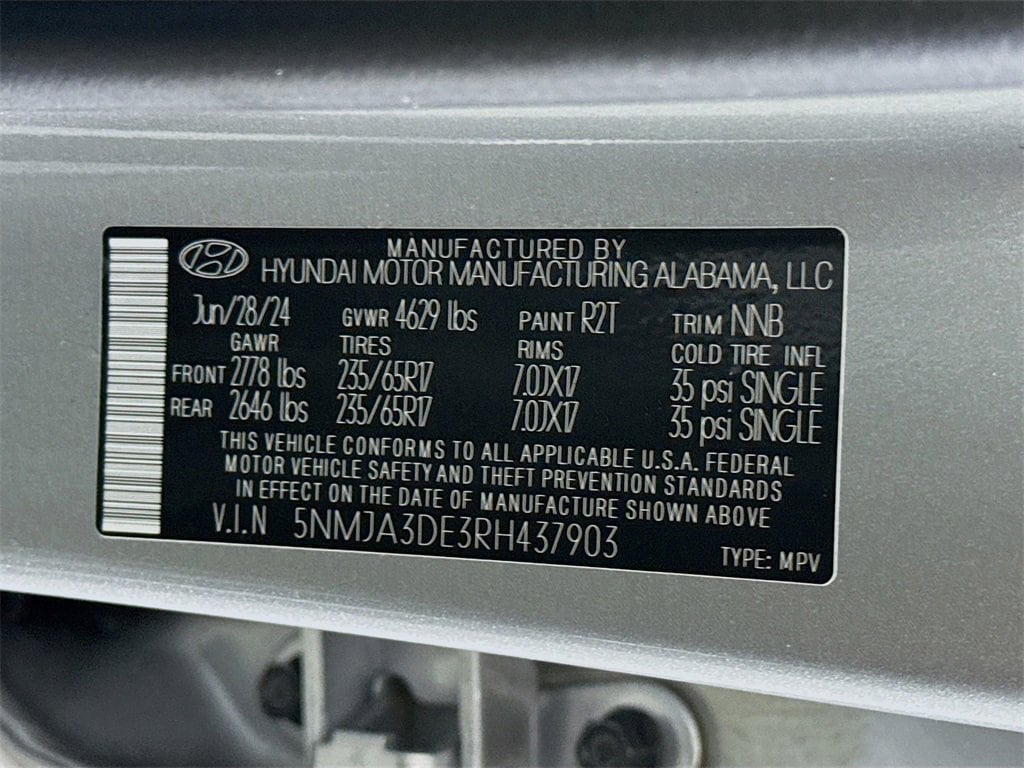 MANUFACTURED BY
HYUNDAI MOTOR MANUFACTURING ALABAMA, LLC
Jun/28/24 GVWR 4629 lbs PAINT R2T TRIM NNB
GAWR TIRES RIMS COLD TIRE INFL
FRONT 2778 lbs 235/65R17 7.0JX17 35 psi SINGLE
REAR 2646 lbs 235/65R17 7.0JX17 35 psi SINGLE
THIS VEHICLE CONFORMS TO ALL APPLICABLE U.S.A. FEDERAL
MOTOR VEHICLE SAFETY AND THEFT PREVENTION STANDARDS
IN EFFECT ON THE DATE OF MANUFACTURE SHOWN ABOVE
V.I.N 5NMJA3DE3RH437903
TYPE: MPV